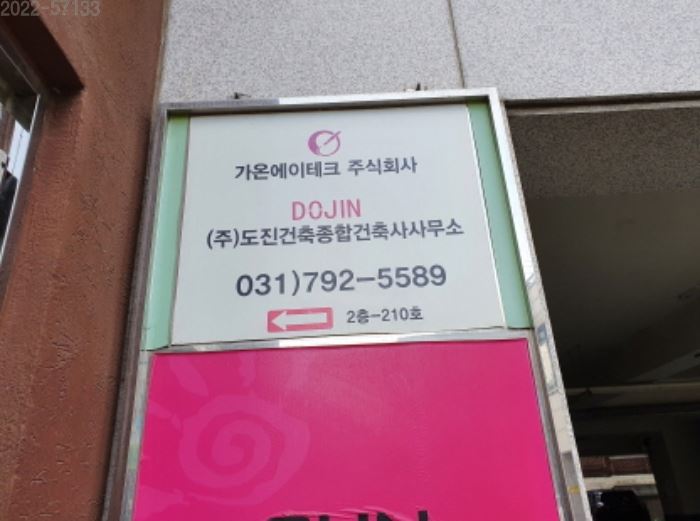 2022-57133
가온에이테크 주식회사
DOJIN
(주)도진건축종합건축사사무소
031)792-5589
2층-210호